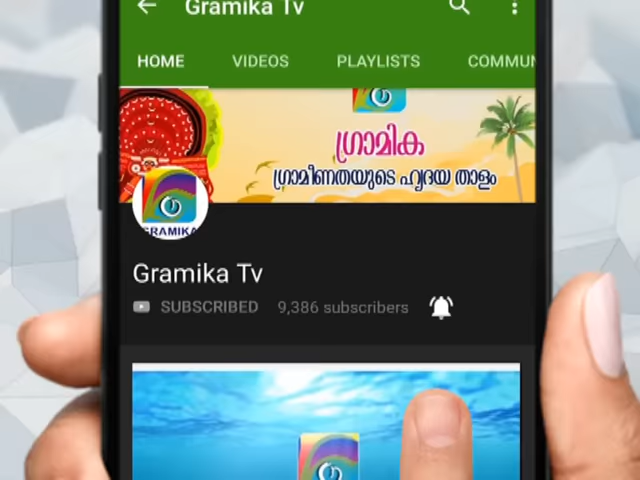 Gramika Tv
HOME VIDEOS PLAYLISTS COMMUN
ഗ്രാമിക
ഗ്രാമീണതയുടെ ഹൃദയ താളം
GRAMIKA
Gramika Tv
SUBSCRIBED 9,386 subscribers